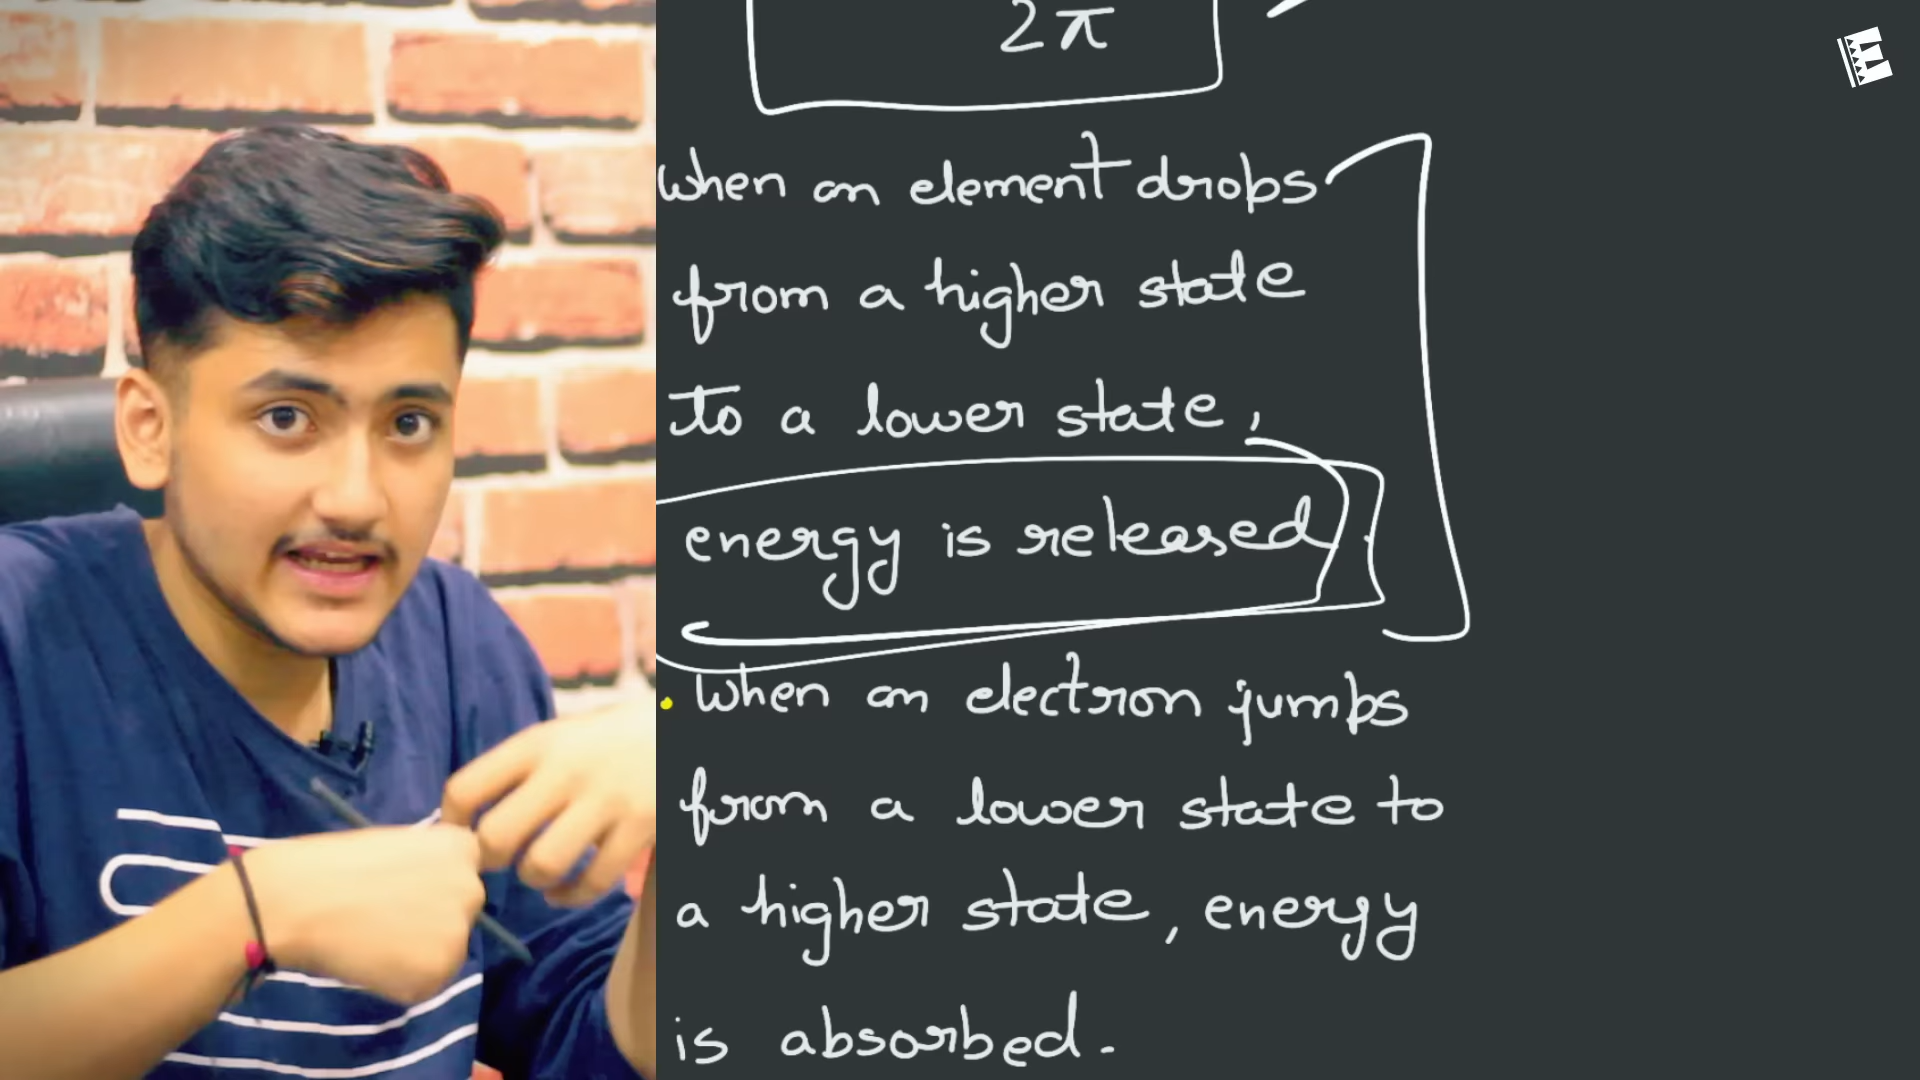 2π
When an element drops
from a higher state
to a lower state,
energy is released.
. When an electron jumps
from a lower state to
a higher state, energy
is absorbed.
E